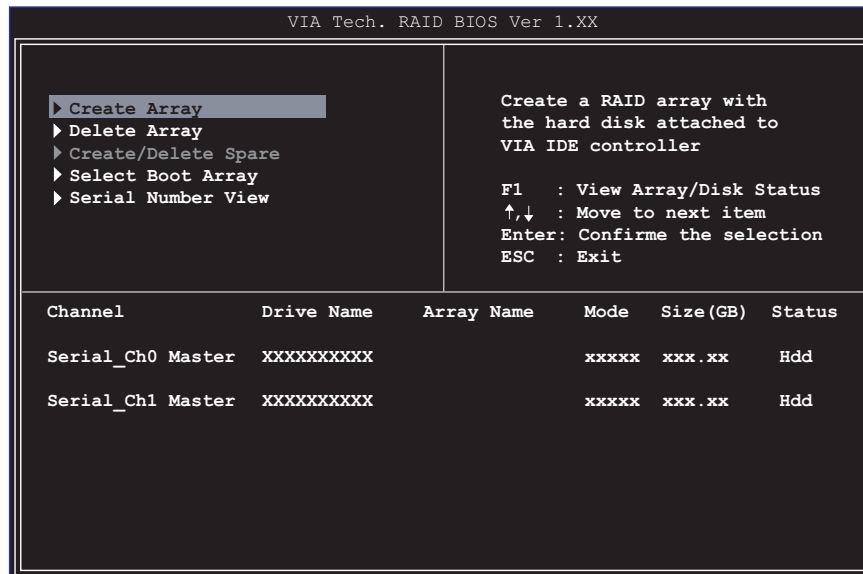 VIA Tech. RAID BIOS Ver 1.XX
Create Array
Delete Array
Create/Delete Spare
Select Boot Array
Serial Number View
Create a RAID array with
the hard disk attached to
VIA IDE controller
F1 : View Array/Disk Status
↑,↓ : Move to next item
Enter: Confirme the selection
ESC : Exit
Channel Drive Name Array Name Mode Size(GB) Status
Serial_Ch0 Master XXXXXXXXXX xxxxx xxx.xx Hdd
Serial_Ch1 Master XXXXXXXXXX xxxxx xxx.xx Hdd